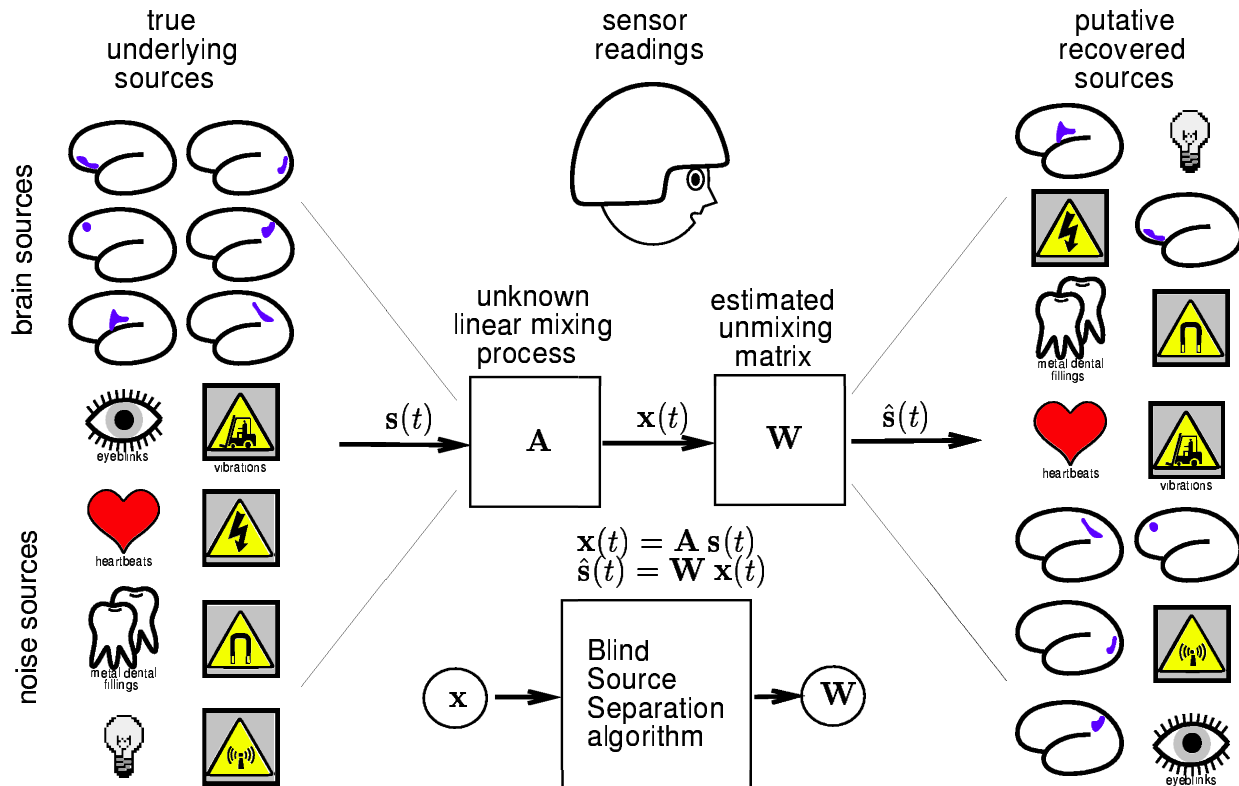 true
underlying
sources
sensor
readings
putative
recovered
sources
brain sources
noise sources
eyeblinks
vibrations
heartbeats
metal dental
fillings
unknown
linear mixing
process
estimated
unmixing
matrix
s(t)
A
x(t)
W
ŝ(t)
x(t) = A s(t)
ŝ(t) = W x(t)
x
Blind
Source
Separation
algorithm
W
metal dental
fillings
heartbeats
vibrations
eyeblinks